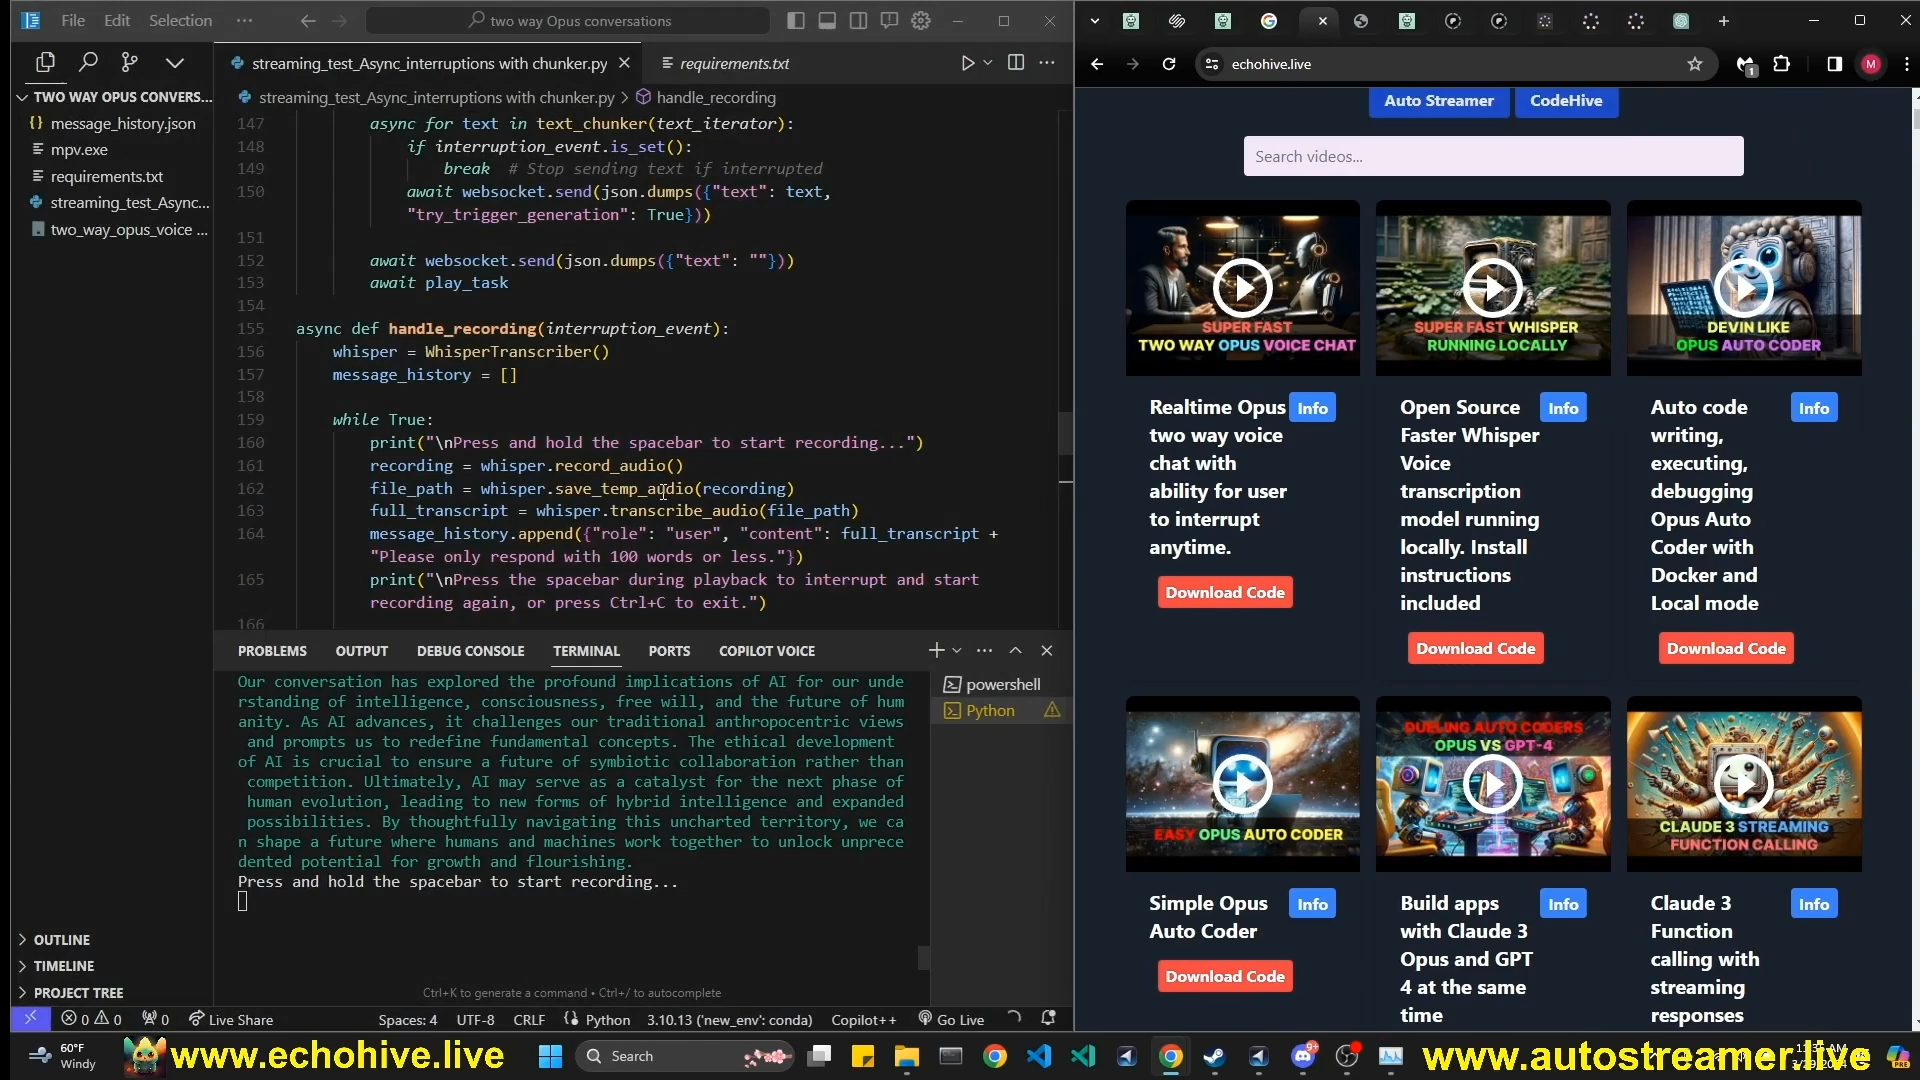 File Edit Selection ··· two way Opus conversations
streaming_test_Async_interruptions with chunker.py
requirements.txt
streaming_test_Async_interruptions with chunker.py > handle_recording
TWO WAY OPUS CONVERS...
message_history.json
mpv.exe
requirements.txt
streaming_test_Async...
two_way_opus_voice ...
OUTLINE
TIMELINE
PROJECT TREE
147 async for text in text_chunker(text_iterator):
148 if interruption_event.is_set():
149 break # Stop sending text if interrupted
150 await websocket.send(json.dumps({"text": text,
"try_trigger_generation": True}))
151
152 await websocket.send(json.dumps({"text": ""}))
153 await play_task
154
155 async def handle_recording(interruption_event):
156 whisper = WhisperTranscriber()
157 message_history = []
158
159 while True:
160 print("\nPress and hold the spacebar to start recording...")
161 recording = whisper.record_audio()
162 file_path = whisper.save_temp_audio(recording)
163 full_transcript = whisper.transcribe_audio(file_path)
164 message_history.append({"role": "user", "content": full_transcript +
"Please only respond with 100 words or less."})
165 print("\nPress the spacebar during playback to interrupt and start
recording again, or press Ctrl+C to exit.")
166
PROBLEMS OUTPUT DEBUG CONSOLE TERMINAL PORTS COPILOT VOICE
powershell
Python
Our conversation has explored the profound implications of AI for our unde
rstanding of intelligence, consciousness, free will, and the future of hum
anity. As AI advances, it challenges our traditional anthropocentric views
and prompts us to redefine fundamental concepts. The ethical development
of AI is crucial to ensure a future of symbiotic collaboration rather than
competition. Ultimately, AI may serve as a catalyst for the next phase of
human evolution, leading to new forms of hybrid intelligence and expanded
possibilities. By thoughtfully navigating this uncharted territory, we ca
n shape a future where humans and machines work together to unlock unprece
dented potential for growth and flourishing.
Press and hold the spacebar to start recording...
Ctrl+K to generate a command • Ctrl+/ to autocomplete
0 0 0 Live Share Spaces: 4 UTF-8 CRLF Python 3.10.13 ('new_env': conda) Copilot++ Go Live
echohive.live
1
M
Auto Streamer CodeHive
Search videos...
SUPER FAST
TWO WAY OPUS VOICE CHAT
Realtime Opus
two way voice
chat with
ability for user
to interrupt
anytime.
Info
Download Code
SUPER FAST WHISPER
RUNNING LOCALLY
Open Source
Faster Whisper
Voice
transcription
model running
locally. Install
instructions
included
Info
Download Code
DEVIN LIKE
OPUS AUTO CODER
Auto code
writing,
executing,
debugging
Opus Auto
Coder with
Docker and
Local mode
Info
Download Code
EASY OPUS AUTO CODER
Simple Opus
Auto Coder
Info
Download Code
DUELING AUTO CODERS
OPUS VS GPT-4
Build apps
with Claude 3
Opus and GPT
4 at the same
time
Info
CLAUDE 3 STREAMING
FUNCTION CALLING
Claude 3
Function
calling with
streaming
responses
Info
60°F
Windy
www.echohive.live
Search
9+
www.autostreamer.live